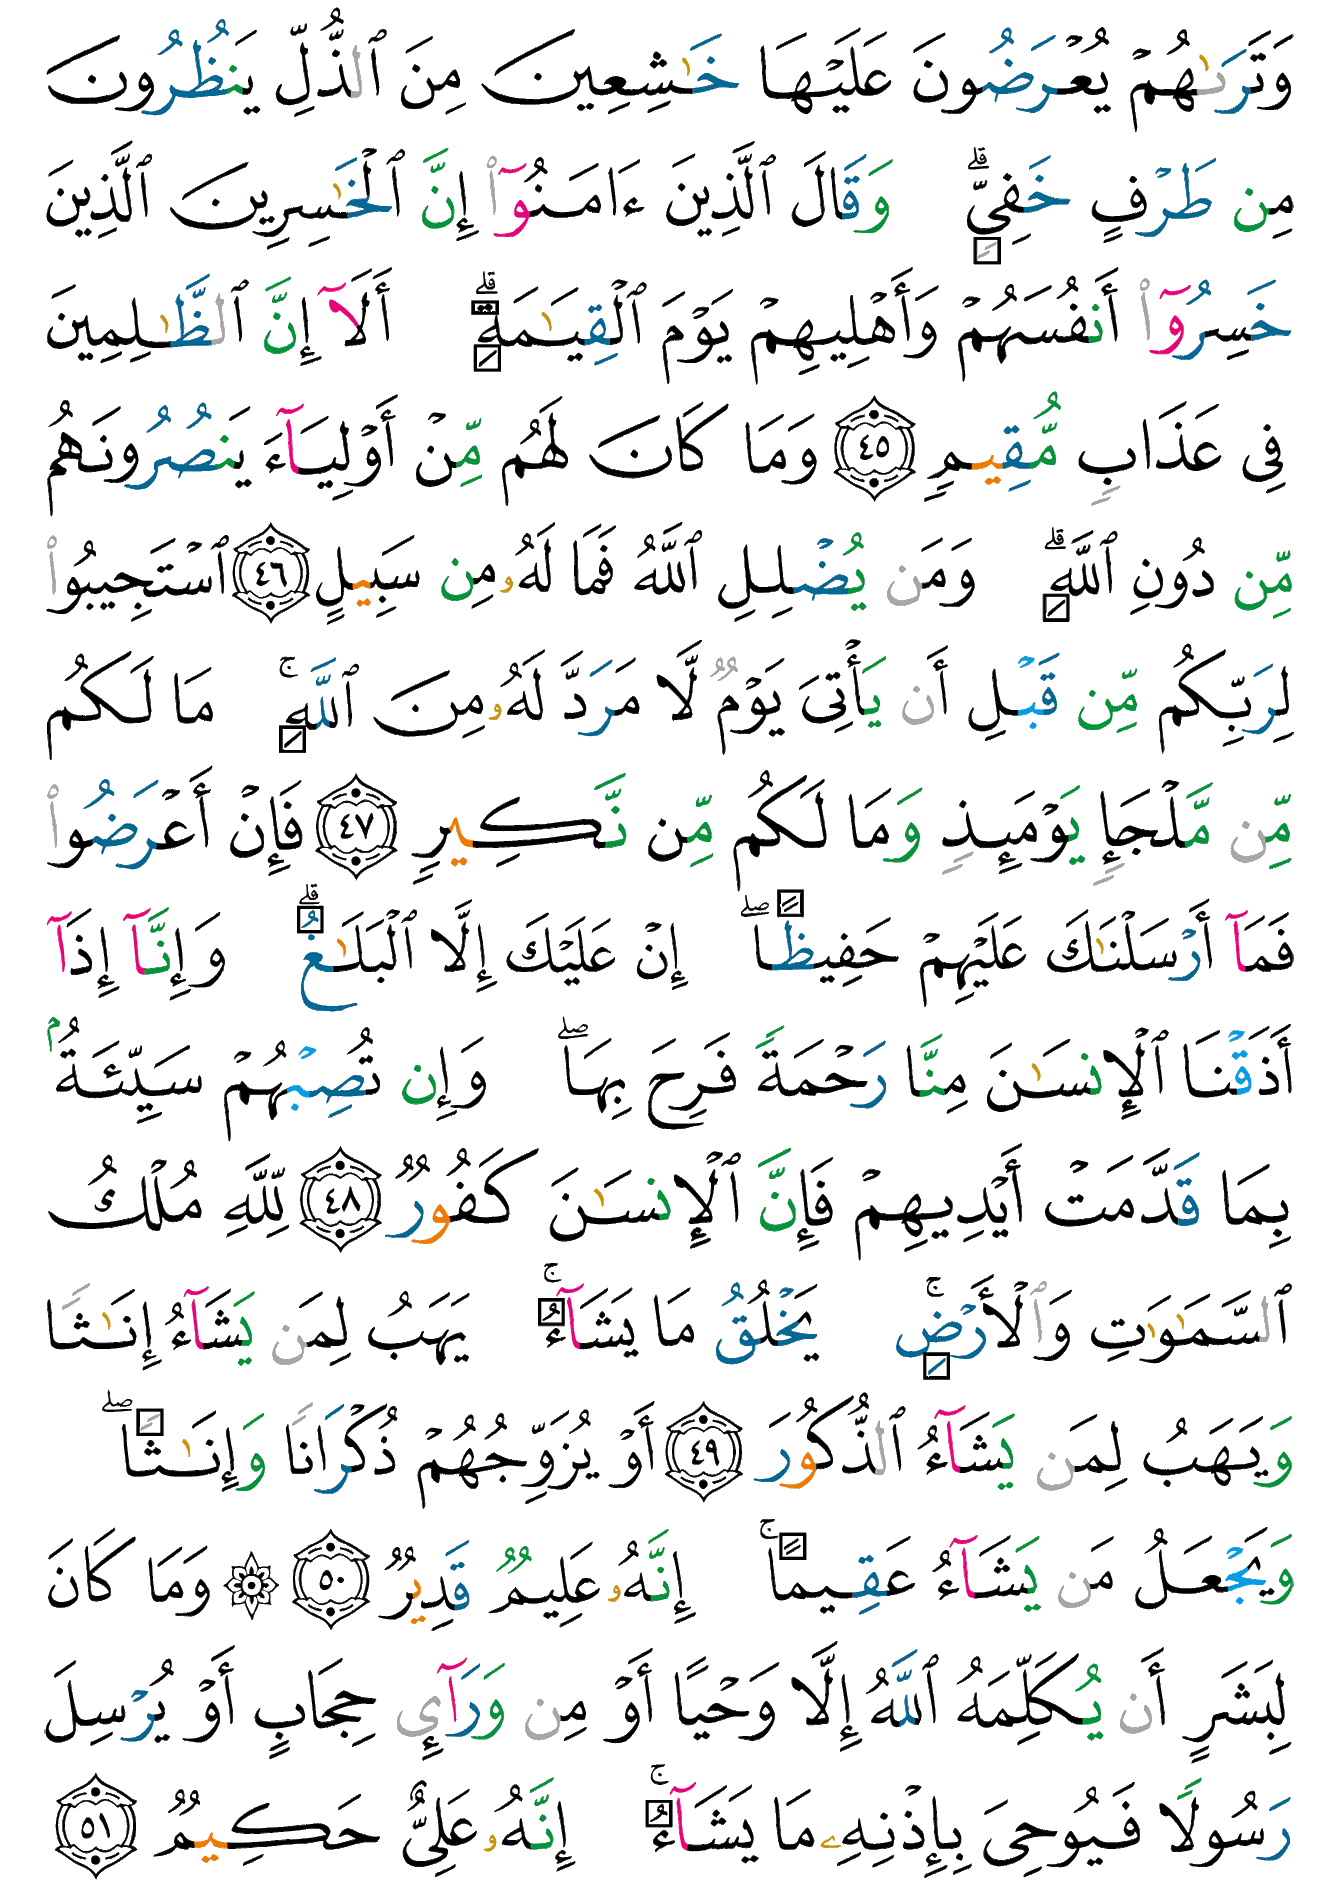 وَتَرَىٰهُمْ يُعْرَضُونَ عَلَيْهَا خَـٰشِعِينَ مِنَ ٱلذُّلِّ يَنظُرُونَ
مِن طَرْفٍ خَفِىٍّۗ وَقَالَ ٱلَّذِينَ ءَامَنُوٓا۟ إِنَّ ٱلْخَـٰسِرِينَ ٱلَّذِينَ
خَسِرُوٓا۟ أَنفُسَهُمْ وَأَهْلِيهِمْ يَوْمَ ٱلْقِيَـٰمَةِۗ أَلَآ إِنَّ ٱلظَّـٰلِمِينَ
فِى عَذَابٍ مُّقِيمٍ ٤٥ وَمَا كَانَ لَهُم مِّنْ أَوْلِيَآءَ يَنصُرُونَهُم
مِّن دُونِ ٱللَّهِۗ وَمَن يُضْلِلِ ٱللَّهُ فَمَا لَهُۥ مِن سَبِيلٍ ٤٦ ٱسْتَجِيبُوا۟
لِرَبِّكُم مِّن قَبْلِ أَن يَأْتِىَ يَوْمٌ لَّا مَرَدَّ لَهُۥ مِنَ ٱللَّهِۚ مَا لَكُم
مِّن مَّلْجَإٍ يَوْمَئِذٍ وَمَا لَكُم مِّن نَّكِيرٍ ٤٧ فَإِنْ أَعْرَضُوا۟
فَمَآ أَرْسَلْنَـٰكَ عَلَيْهِمْ حَفِيظًاۖ إِنْ عَلَيْكَ إِلَّا ٱلْبَلَـٰغُۗ وَإِنَّآ إِذَآ
أَذَقْنَا ٱلْإِنسَـٰنَ مِنَّا رَحْمَةً فَرِحَ بِهَاۖ وَإِن تُصِبْهُمْ سَيِّئَةُۢ
بِمَا قَدَّمَتْ أَيْدِيهِمْ فَإِنَّ ٱلْإِنسَـٰنَ كَفُورٌ ٤٨ لِّلَّهِ مُلْكُ
ٱلسَّمَـٰوَٰتِ وَٱلْأَرْضِۚ يَخْلُقُ مَا يَشَآءُۚ يَهَبُ لِمَن يَشَآءُ إِنَـٰثًا
وَيَهَبُ لِمَن يَشَآءُ ٱلذُّكُورَ ٤٩ أَوْ يُزَوِّجُهُمْ ذُكْرَانًا وَإِنَـٰثًاۖ
وَيَجْعَلُ مَن يَشَآءُ عَقِيمًاۚ إِنَّهُۥ عَلِيمٌ قَدِيرٌ ٥٠ ۞ وَمَا كَانَ
لِبَشَرٍ أَن يُكَلِّمَهُ ٱللَّهُ إِلَّا وَحْيًا أَوْ مِن وَرَآئِ حِجَابٍ أَوْ يُرْسِلَ
رَسُولًا فَيُوحِىَ بِإِذْنِهِۦ مَا يَشَآءُۚ إِنَّهُۥ عَلِىٌّ حَكِيمٌ ٥١